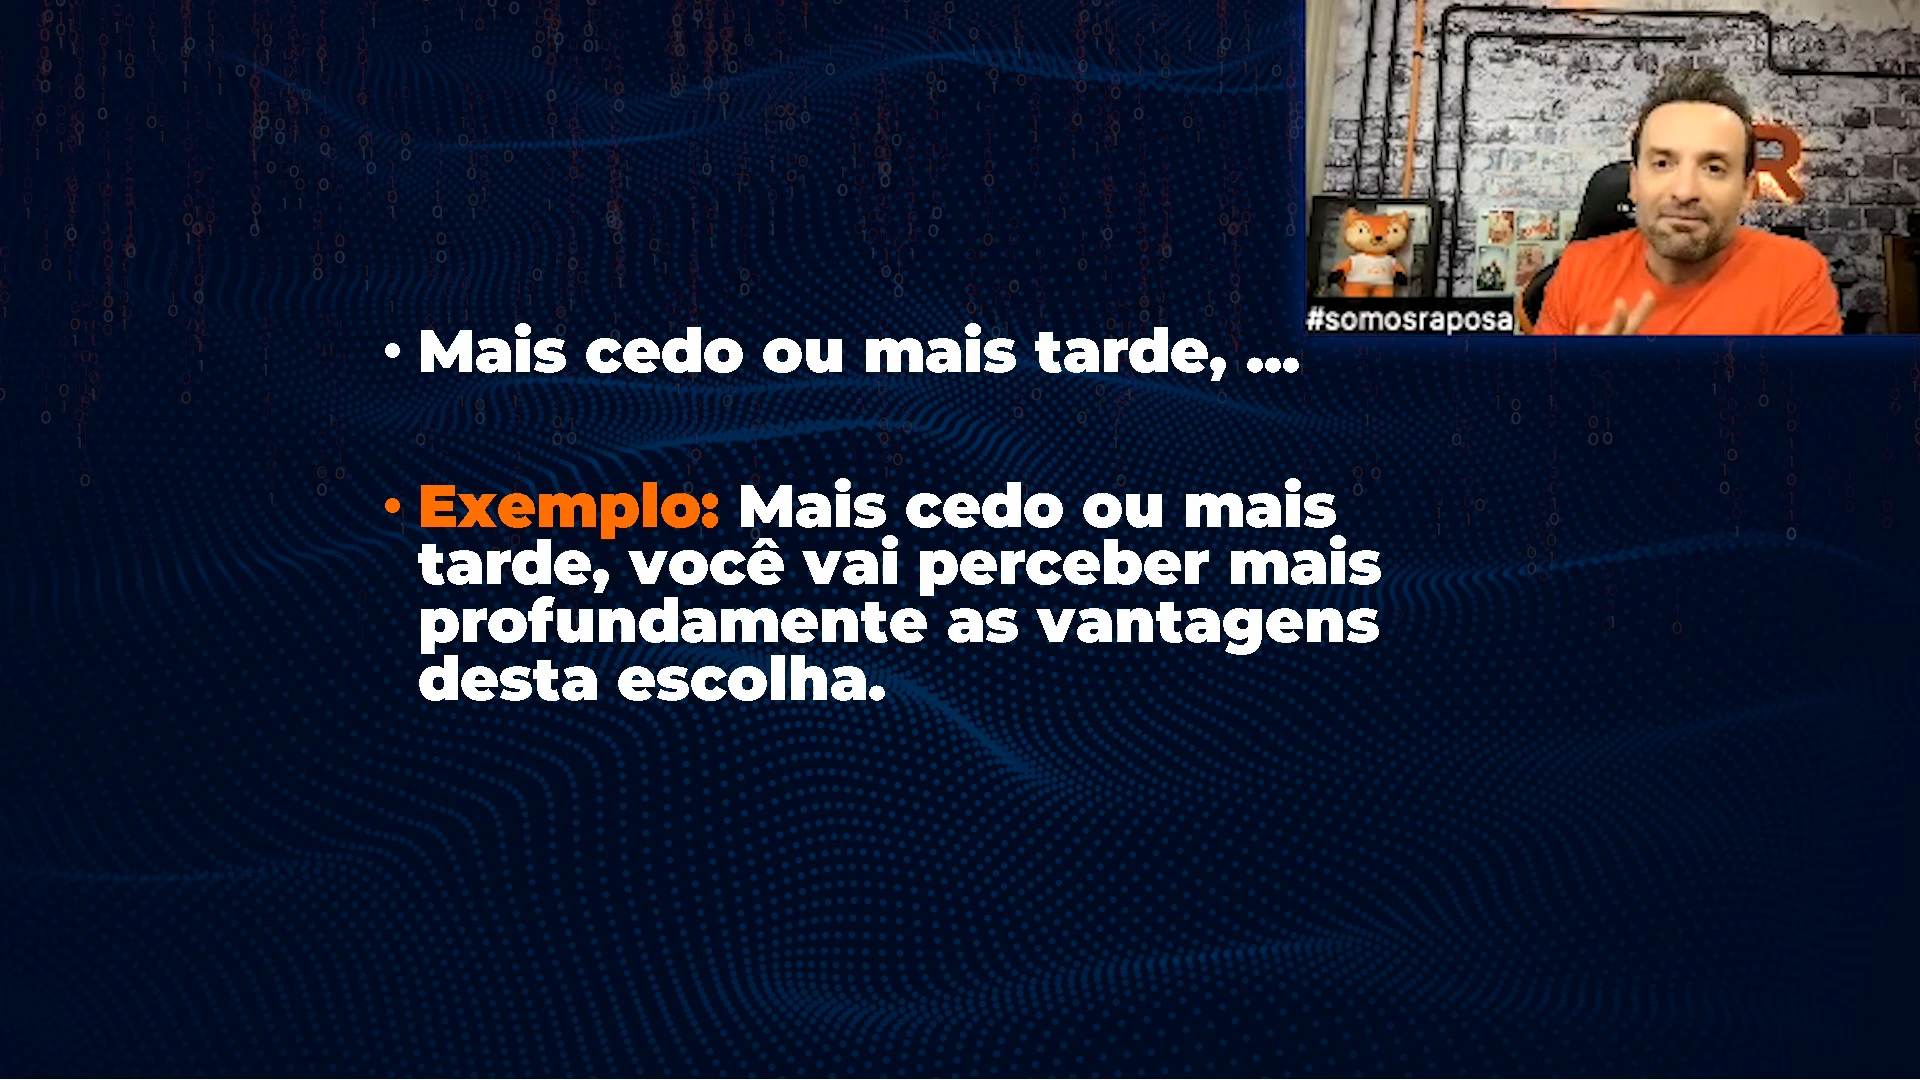 R
#somosraposa
• Mais cedo ou mais tarde, ...
• Exemplo: Mais cedo ou mais
tarde, você vai perceber mais
profundamente as vantagens
desta escolha.